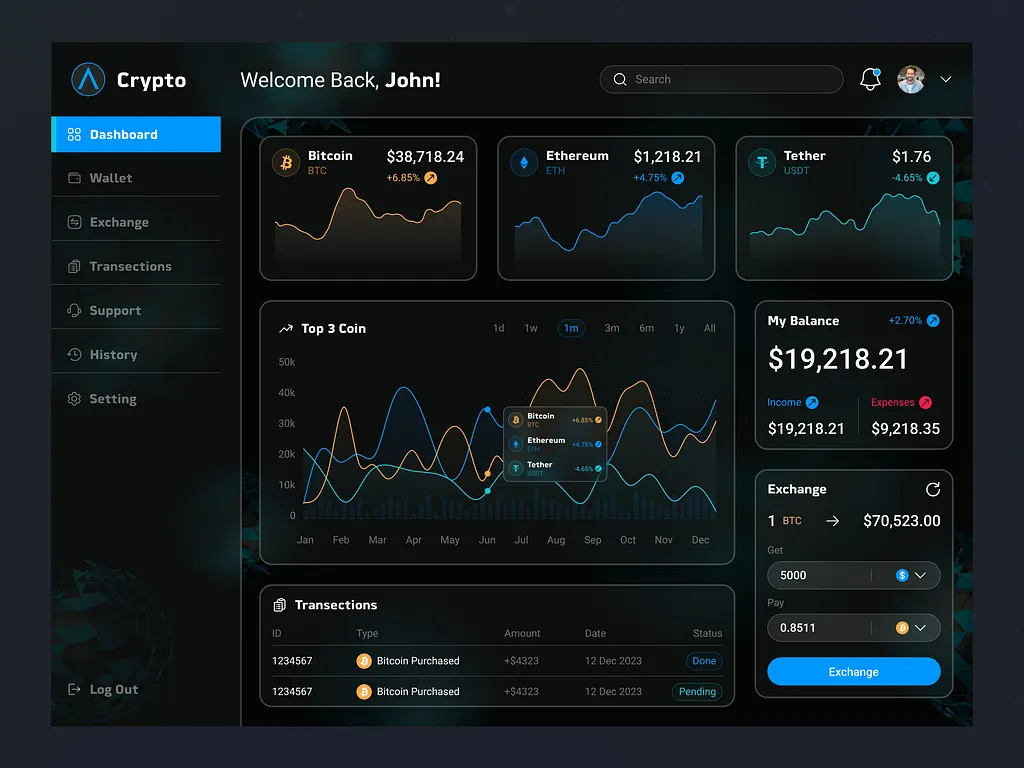 Crypto
Welcome Back, John!
Search
Dashboard
Wallet
Exchange
Transections
Support
History
Setting
Log Out
Bitcoin $38,718.24
BTC +6.85%
Ethereum $1,218.21
ETH +4.75%
Tether $1.76
USDT -4.65%
Top 3 Coin 1d 1w 1m 3m 6m 1y All
50k
40k
30k
20k
10k
0
Jan Feb Mar Apr May Jun Jul Aug Sep Oct Nov Dec
Bitcoin +6.85%
BTC
Ethereum +4.75%
ETH
Tether -4.65%
USDT
My Balance +2.70%
$19,218.21
Income Expenses
$19,218.21 $9,218.35
Exchange
1 BTC → $70,523.00
Get
5000
Pay
0.8511
Exchange
Transections
ID Type Amount Date Status
1234567 Bitcoin Purchased +$4323 12 Dec 2023 Done
1234567 Bitcoin Purchased +$4323 12 Dec 2023 Pending